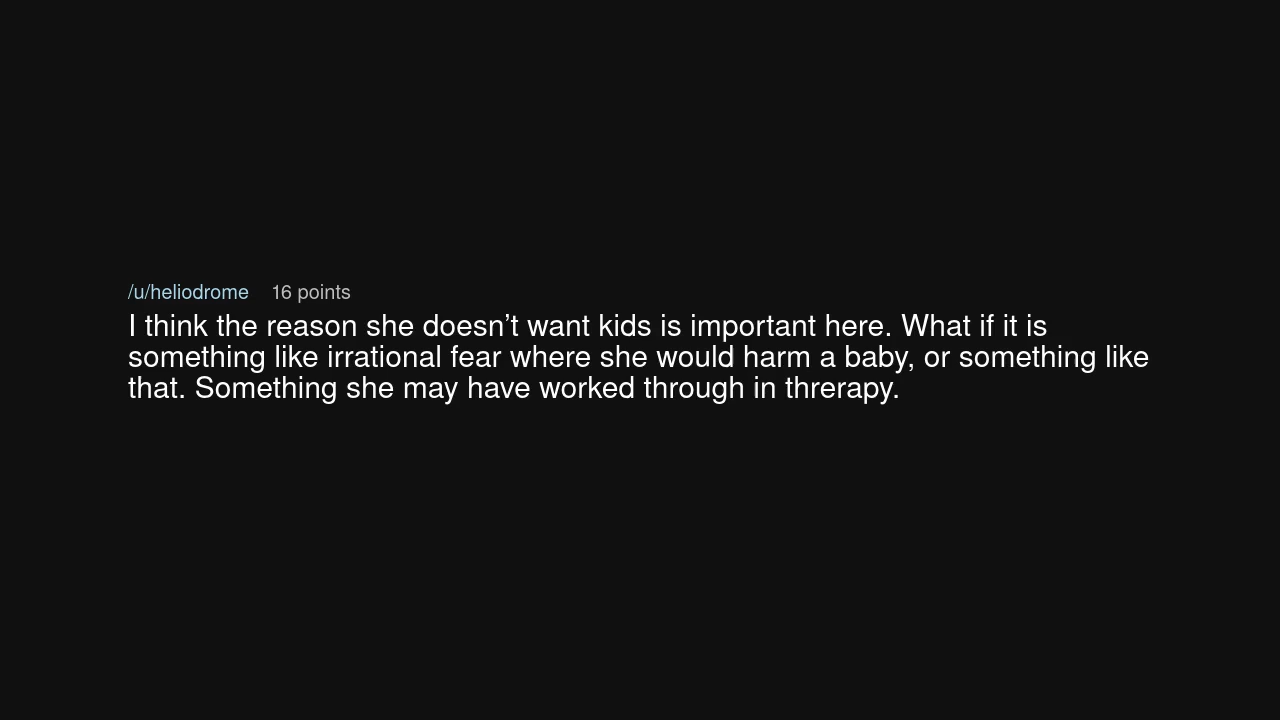 /u/heliodrome 16 points
I think the reason she doesn’t want kids is important here. What if it is
something like irrational fear where she would harm a baby, or something like
that. Something she may have worked through in threrapy.